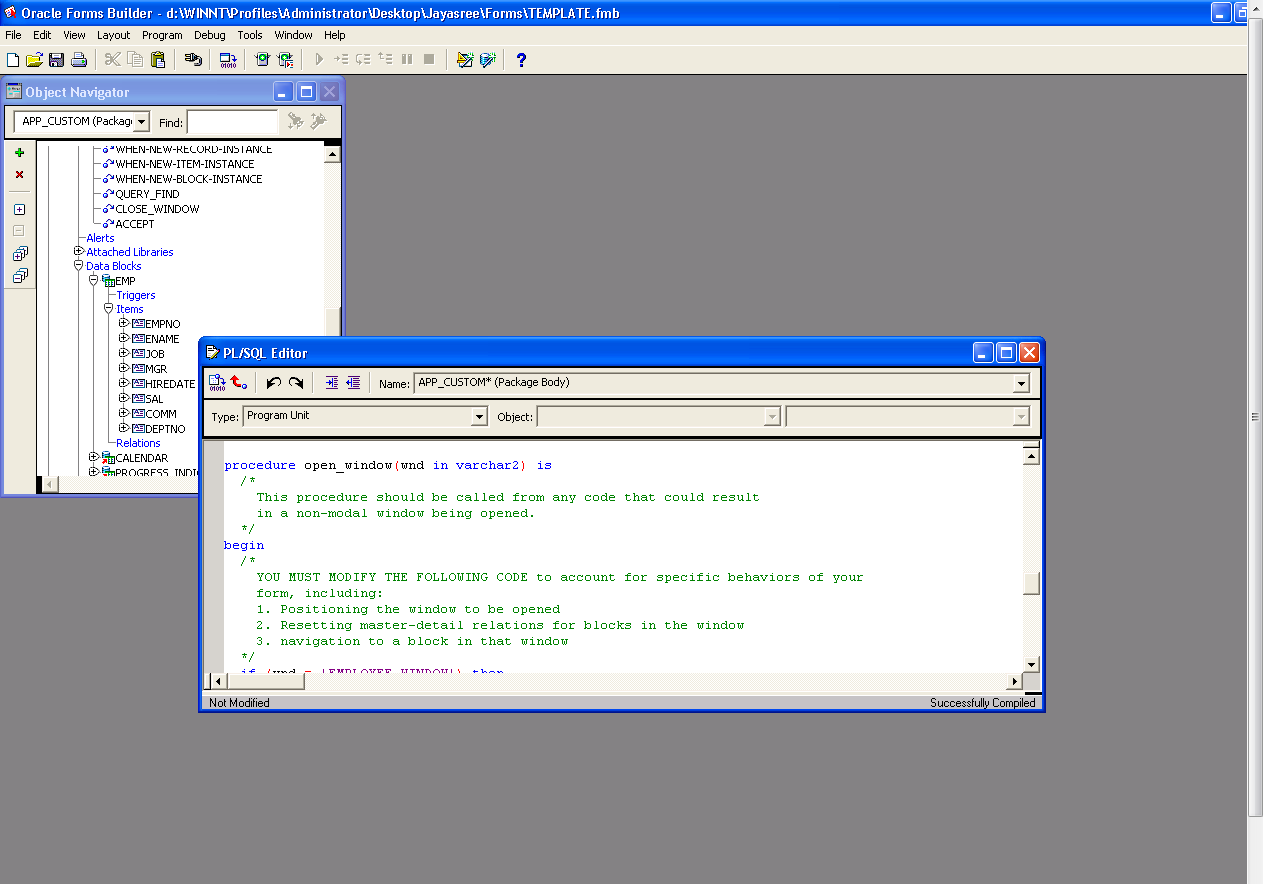 Oracle Forms Builder - d:\WINNT\Profiles\Administrator\Desktop\Jayasree\Forms\TEMPLATE.fmb
File Edit View Layout Program Debug Tools Window Help
Object Navigator
APP_CUSTOM (Packag Find:
WHEN-NEW-RECORD-INSTANCE
WHEN-NEW-ITEM-INSTANCE
WHEN-NEW-BLOCK-INSTANCE
QUERY_FIND
CLOSE_WINDOW
ACCEPT
Alerts
Attached Libraries
Data Blocks
EMP
Triggers
Items
EMPNO
ENAME
JOB
MGR
HIREDATE
SAL
COMM
DEPTNO
Relations
CALENDAR
PROGRESS_INDI
PL/SQL Editor
Name: APP_CUSTOM* (Package Body)
Type: Program Unit Object:
procedure open_window(wnd in varchar2) is
/*
This procedure should be called from any code that could result
in a non-modal window being opened.
*/
begin
/*
YOU MUST MODIFY THE FOLLOWING CODE to account for specific behaviors of your
form, including:
1. Positioning the window to be opened
2. Resetting master-detail relations for blocks in the window
3. navigation to a block in that window
*/
if (wnd = 'EMPLOYEE_WINDOW') then
Not Modified Successfully Compiled